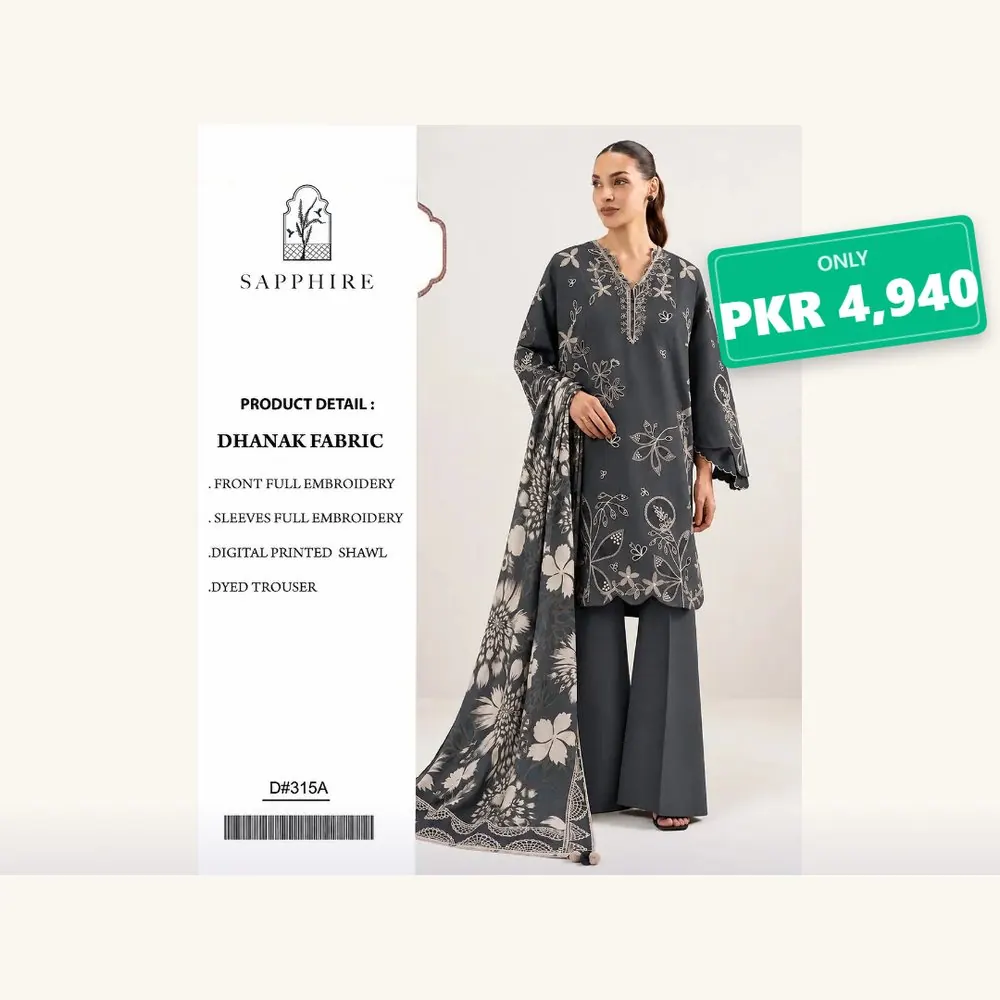 SAPPHIRE
PRODUCT DETAIL :
DHANAK FABRIC
. FRONT FULL EMBROIDERY
. SLEEVES FULL EMBROIDERY
.DIGITAL PRINTED SHAWL
.DYED TROUSER
D#315A
ONLY
PKR 4,940